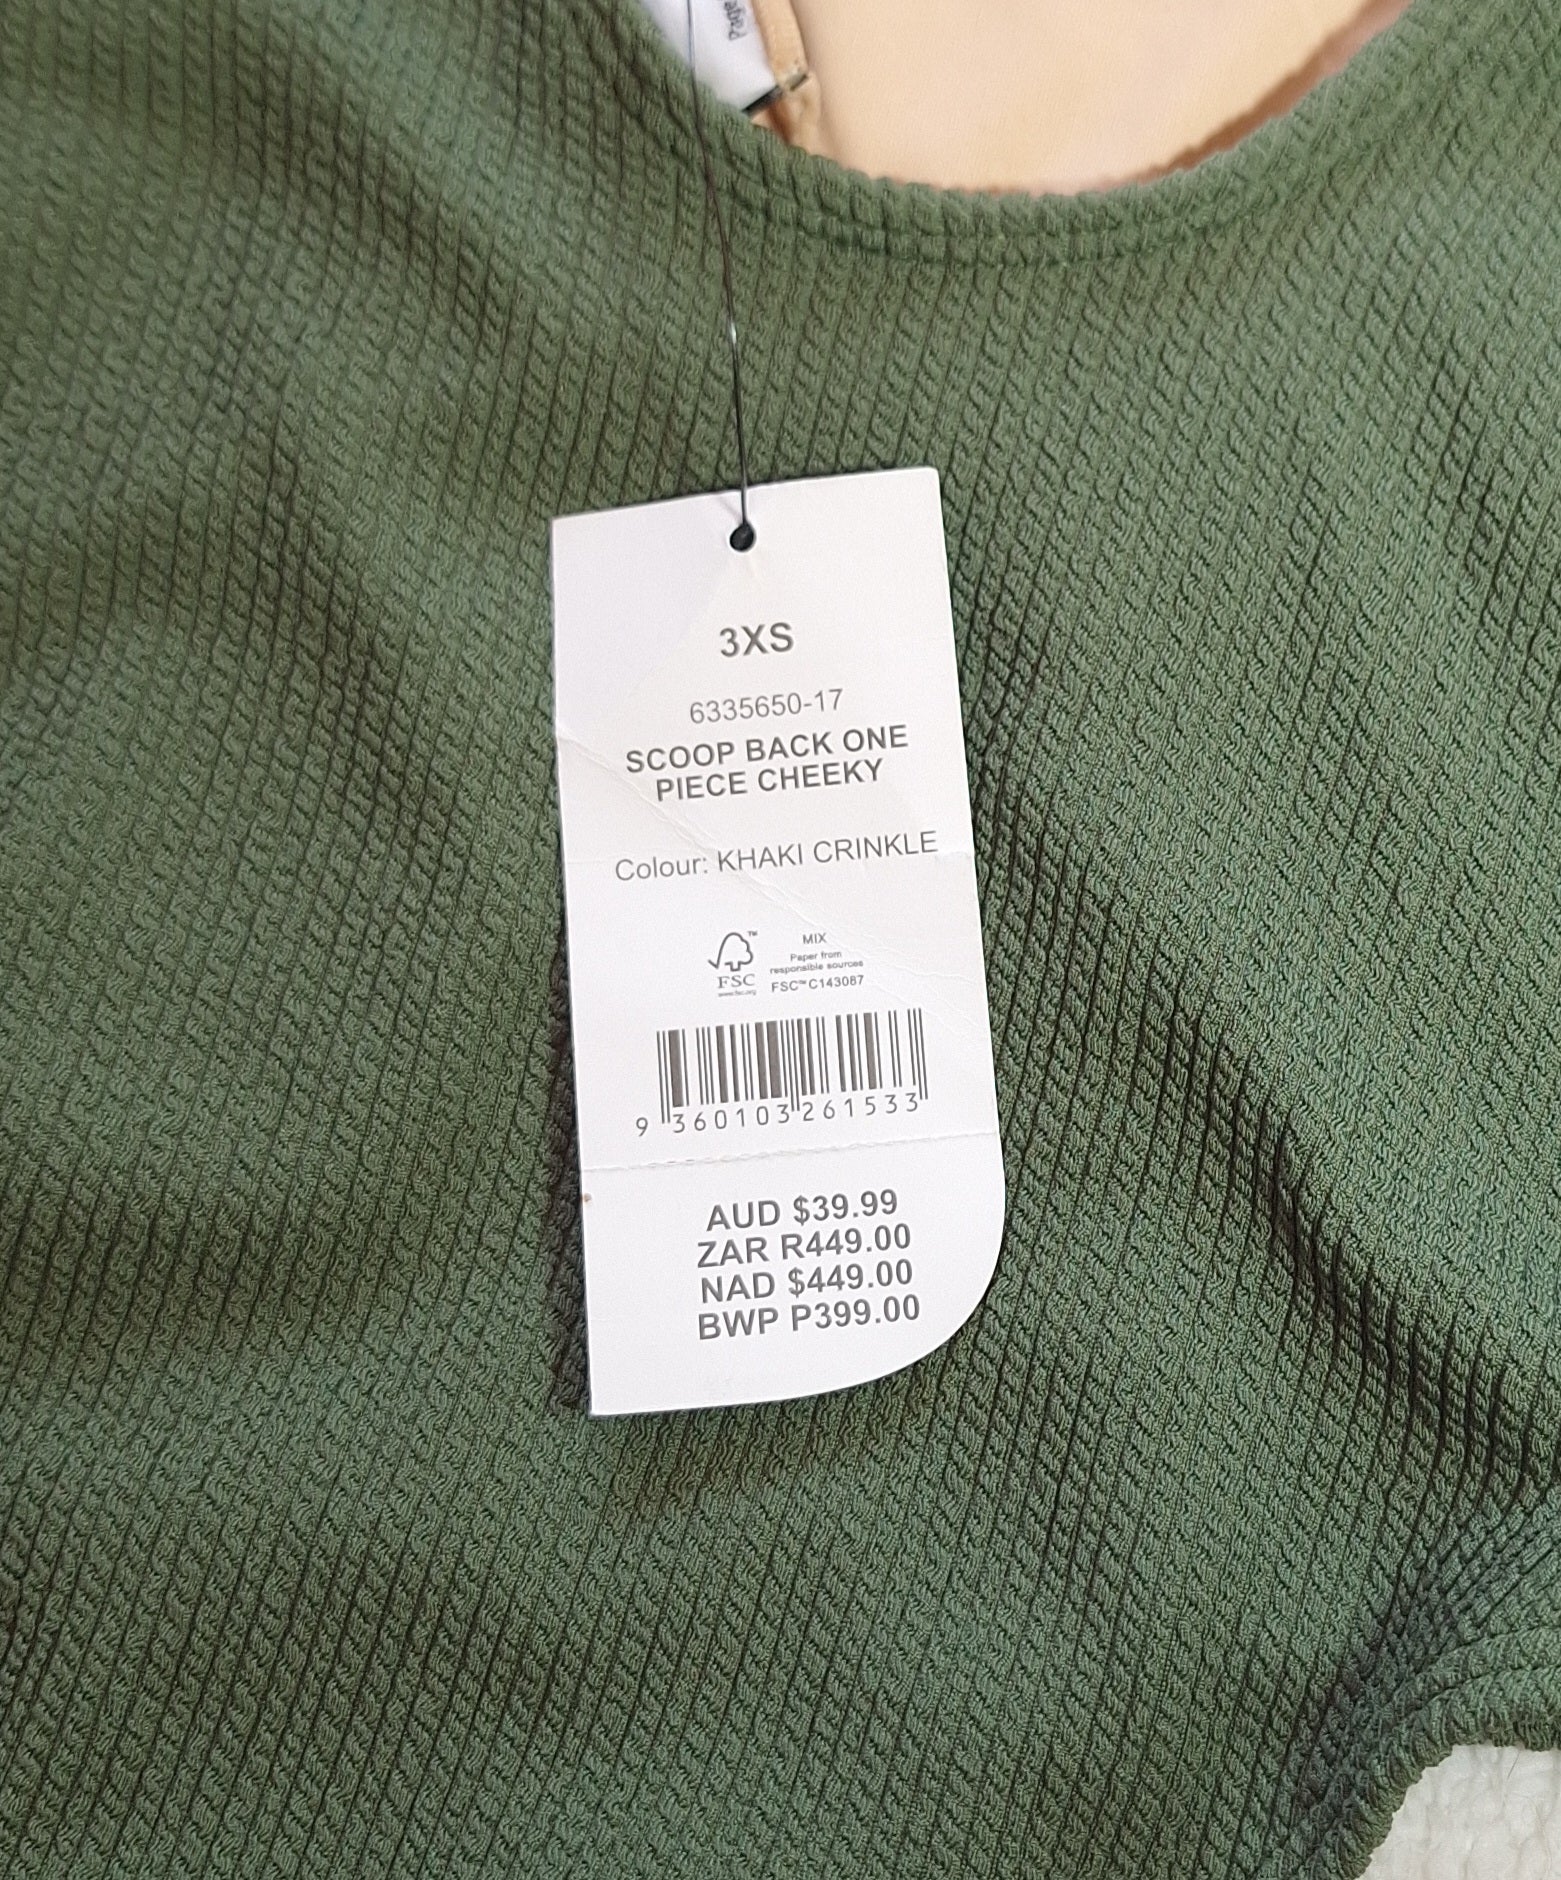 3XS
6335650-17
SCOOP BACK ONE
PIECE CHEEKY
Colour: KHAKI CRINKLE
FSC
www.fsc.org
MIX
Paper from
responsible sources
FSC™ C143087
9 360103 261533
AUD $39.99
ZAR R449.00
NAD $449.00
BWP P399.00